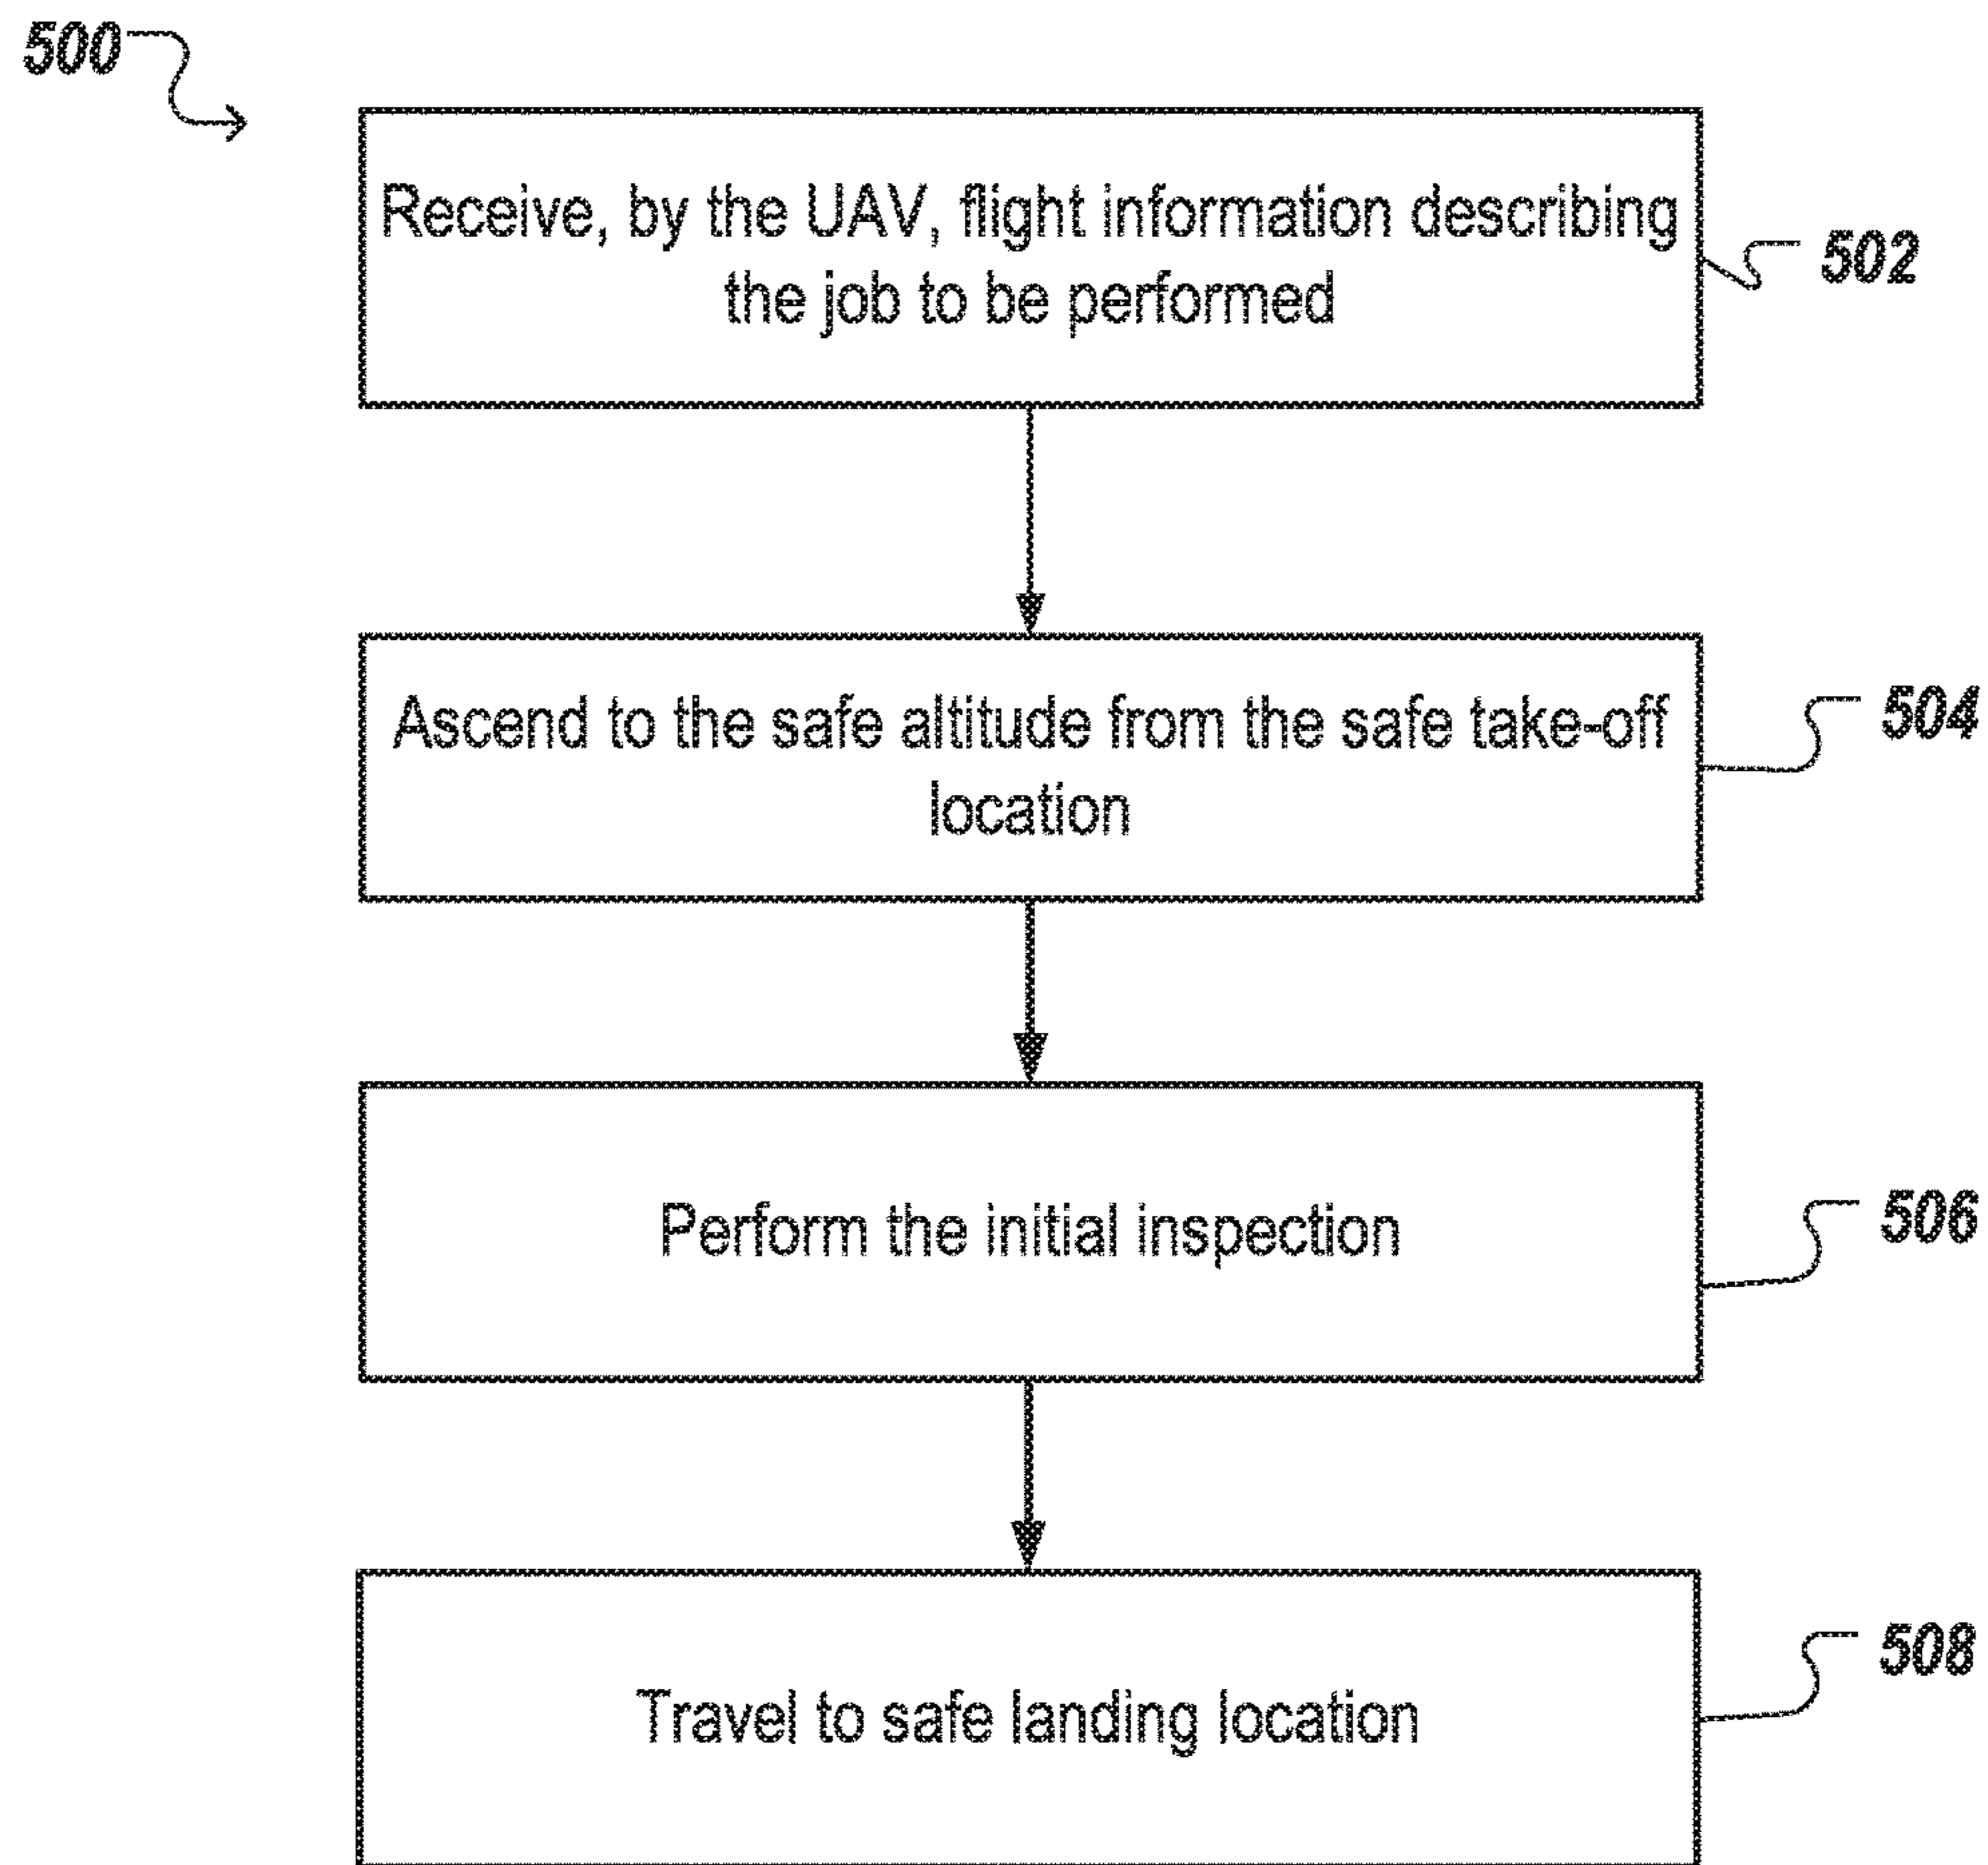 500
Receive, by the UAV, flight information describing
the job to be performed
502
Ascend to the safe altitude from the safe take-off
location
504
Perform the initial inspection
506
Travel to safe landing location
508